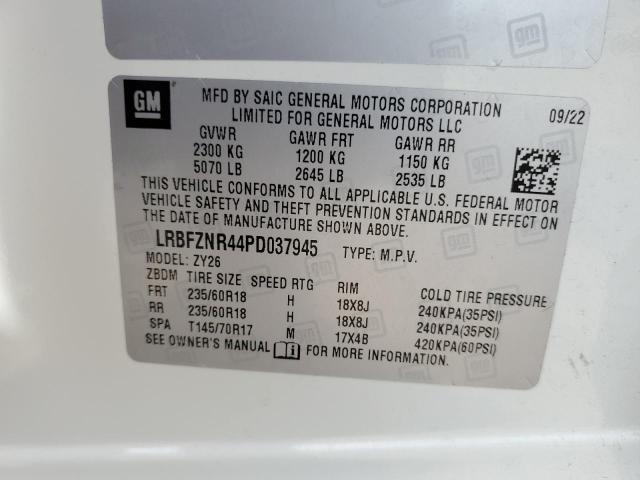 GM
MFD BY SAIC GENERAL MOTORS CORPORATION
LIMITED FOR GENERAL MOTORS LLC
09/22
GVWR GAWR FRT GAWR RR
2300 KG 1200 KG 1150 KG
5070 LB 2645 LB 2535 LB
THIS VEHICLE CONFORMS TO ALL APPLICABLE U.S. FEDERAL MOTOR
VEHICLE SAFETY AND THEFT PREVENTION STANDARDS IN EFFECT ON
THE DATE OF MANUFACTURE SHOWN ABOVE.
LRBFZNR44PD037945 TYPE: M.P.V.
MODEL: ZY26
ZBDM TIRE SIZE SPEED RTG RIM COLD TIRE PRESSURE
FRT 235/60R18 H 18X8J 240KPA(35PSI)
RR 235/60R18 H 18X8J 240KPA(35PSI)
SPA T145/70R17 M 17X4B 420KPA(60PSI)
SEE OWNER'S MANUAL FOR MORE INFORMATION